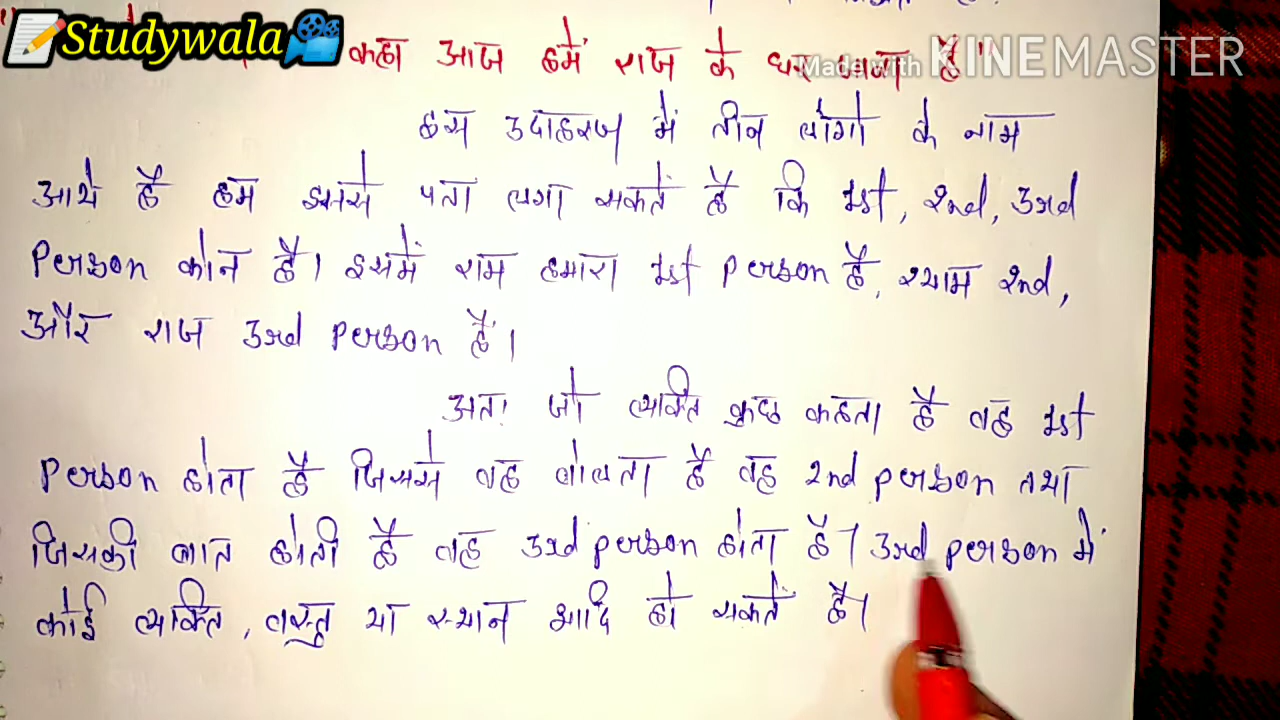 Studywala
कहा आज हमें राज के घर जाना है"
Made with KINEMASTER
इस उदाहरण में तीन लोगों के नाम
आये है हम इससे पता लगा सकते है कि 1st, 2nd, 3rd
Person कोन है। इसमें राम हमारा 1st person है, श्याम 2nd,
और राज 3rd person है।
अतः जो व्यक्ति कुछ कहता है वह 1st
Person होता है जिससे वह बोलता है वह 2nd person तथा
जिसकी बात होती है वह 3rd person होता है। 3rd person में
कोई व्यक्ति, वस्तु या स्थान आदि हो सकते है।